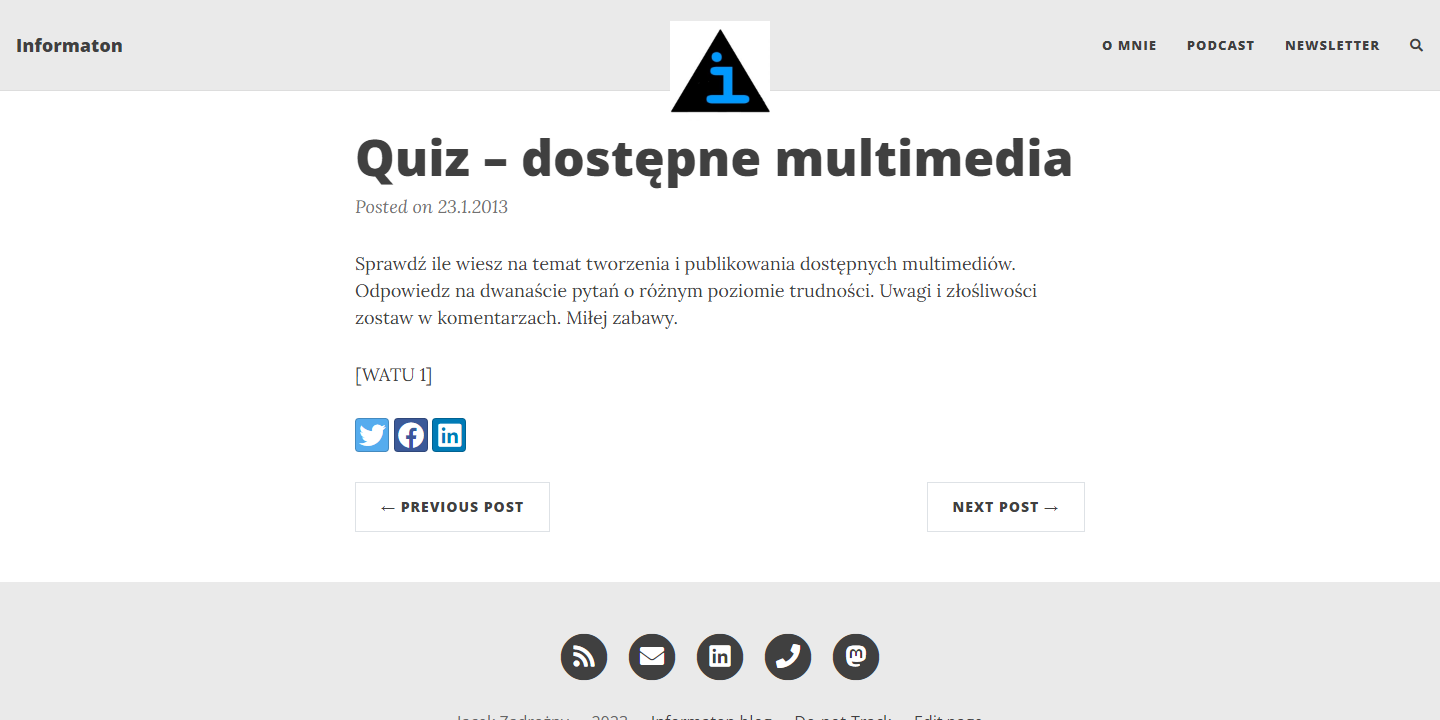 Informaton
O MNIE PODCAST NEWSLETTER
i
Quiz – dostępne multimedia
Posted on 23.1.2013
Sprawdź ile wiesz na temat tworzenia i publikowania dostępnych multimediów.
Odpowiedz na dwanaście pytań o różnym poziomie trudności. Uwagi i złośliwości
zostaw w komentarzach. Miłej zabawy.
[WATU 1]
← PREVIOUS POST
NEXT POST →